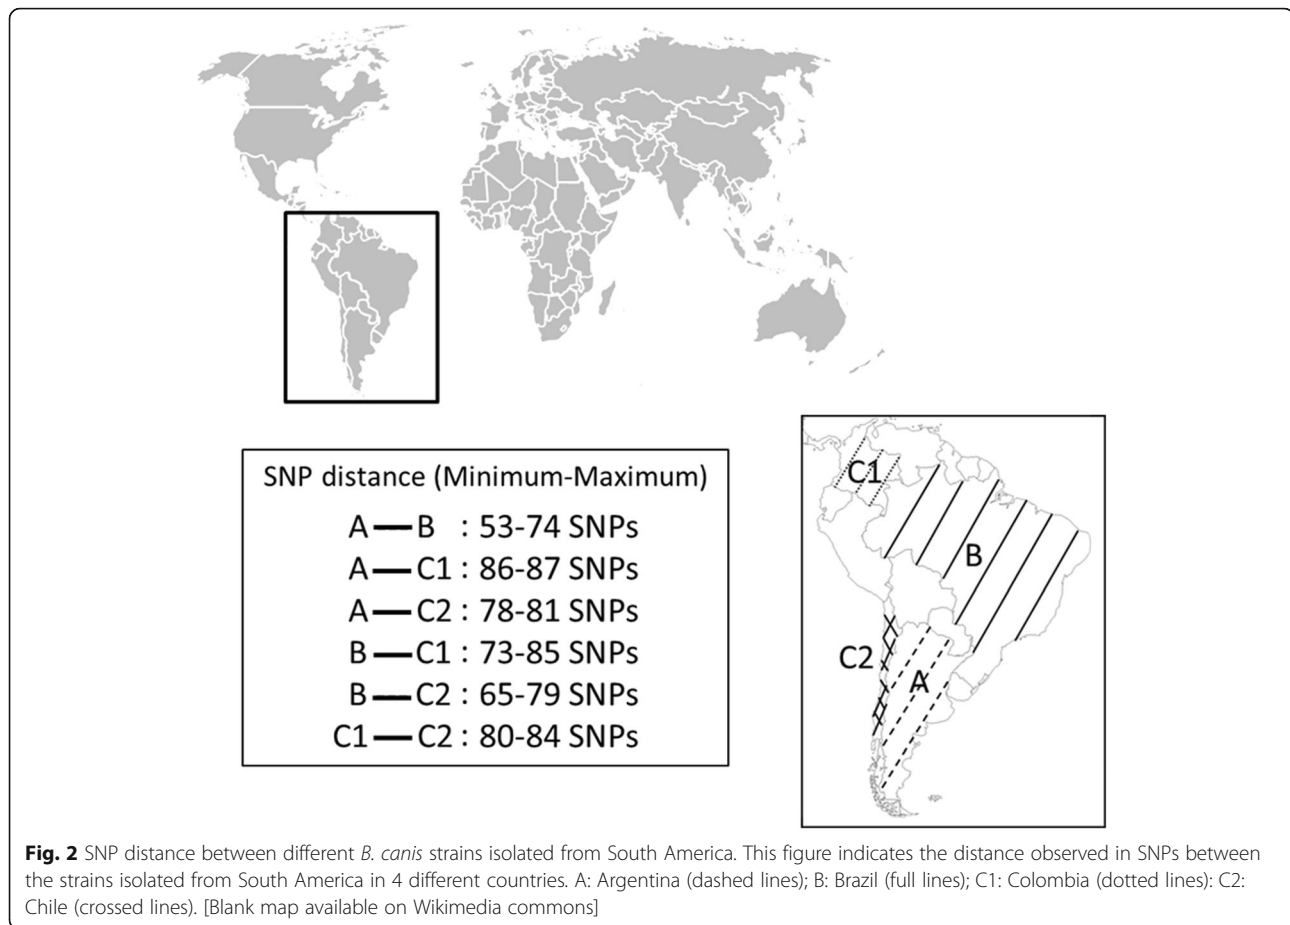 SNP distance (Minimum-Maximum)
A — B : 53-74 SNPs
A — C1 : 86-87 SNPs
A — C2 : 78-81 SNPs
B — C1 : 73-85 SNPs
B — C2 : 65-79 SNPs
C1 — C2 : 80-84 SNPs
C1
B
C2
A
Fig. 2 SNP distance between different B. canis strains isolated from South America. This figure indicates the distance observed in SNPs between
the strains isolated from South America in 4 different countries. A: Argentina (dashed lines); B: Brazil (full lines); C1: Colombia (dotted lines): C2:
Chile (crossed lines). [Blank map available on Wikimedia commons]